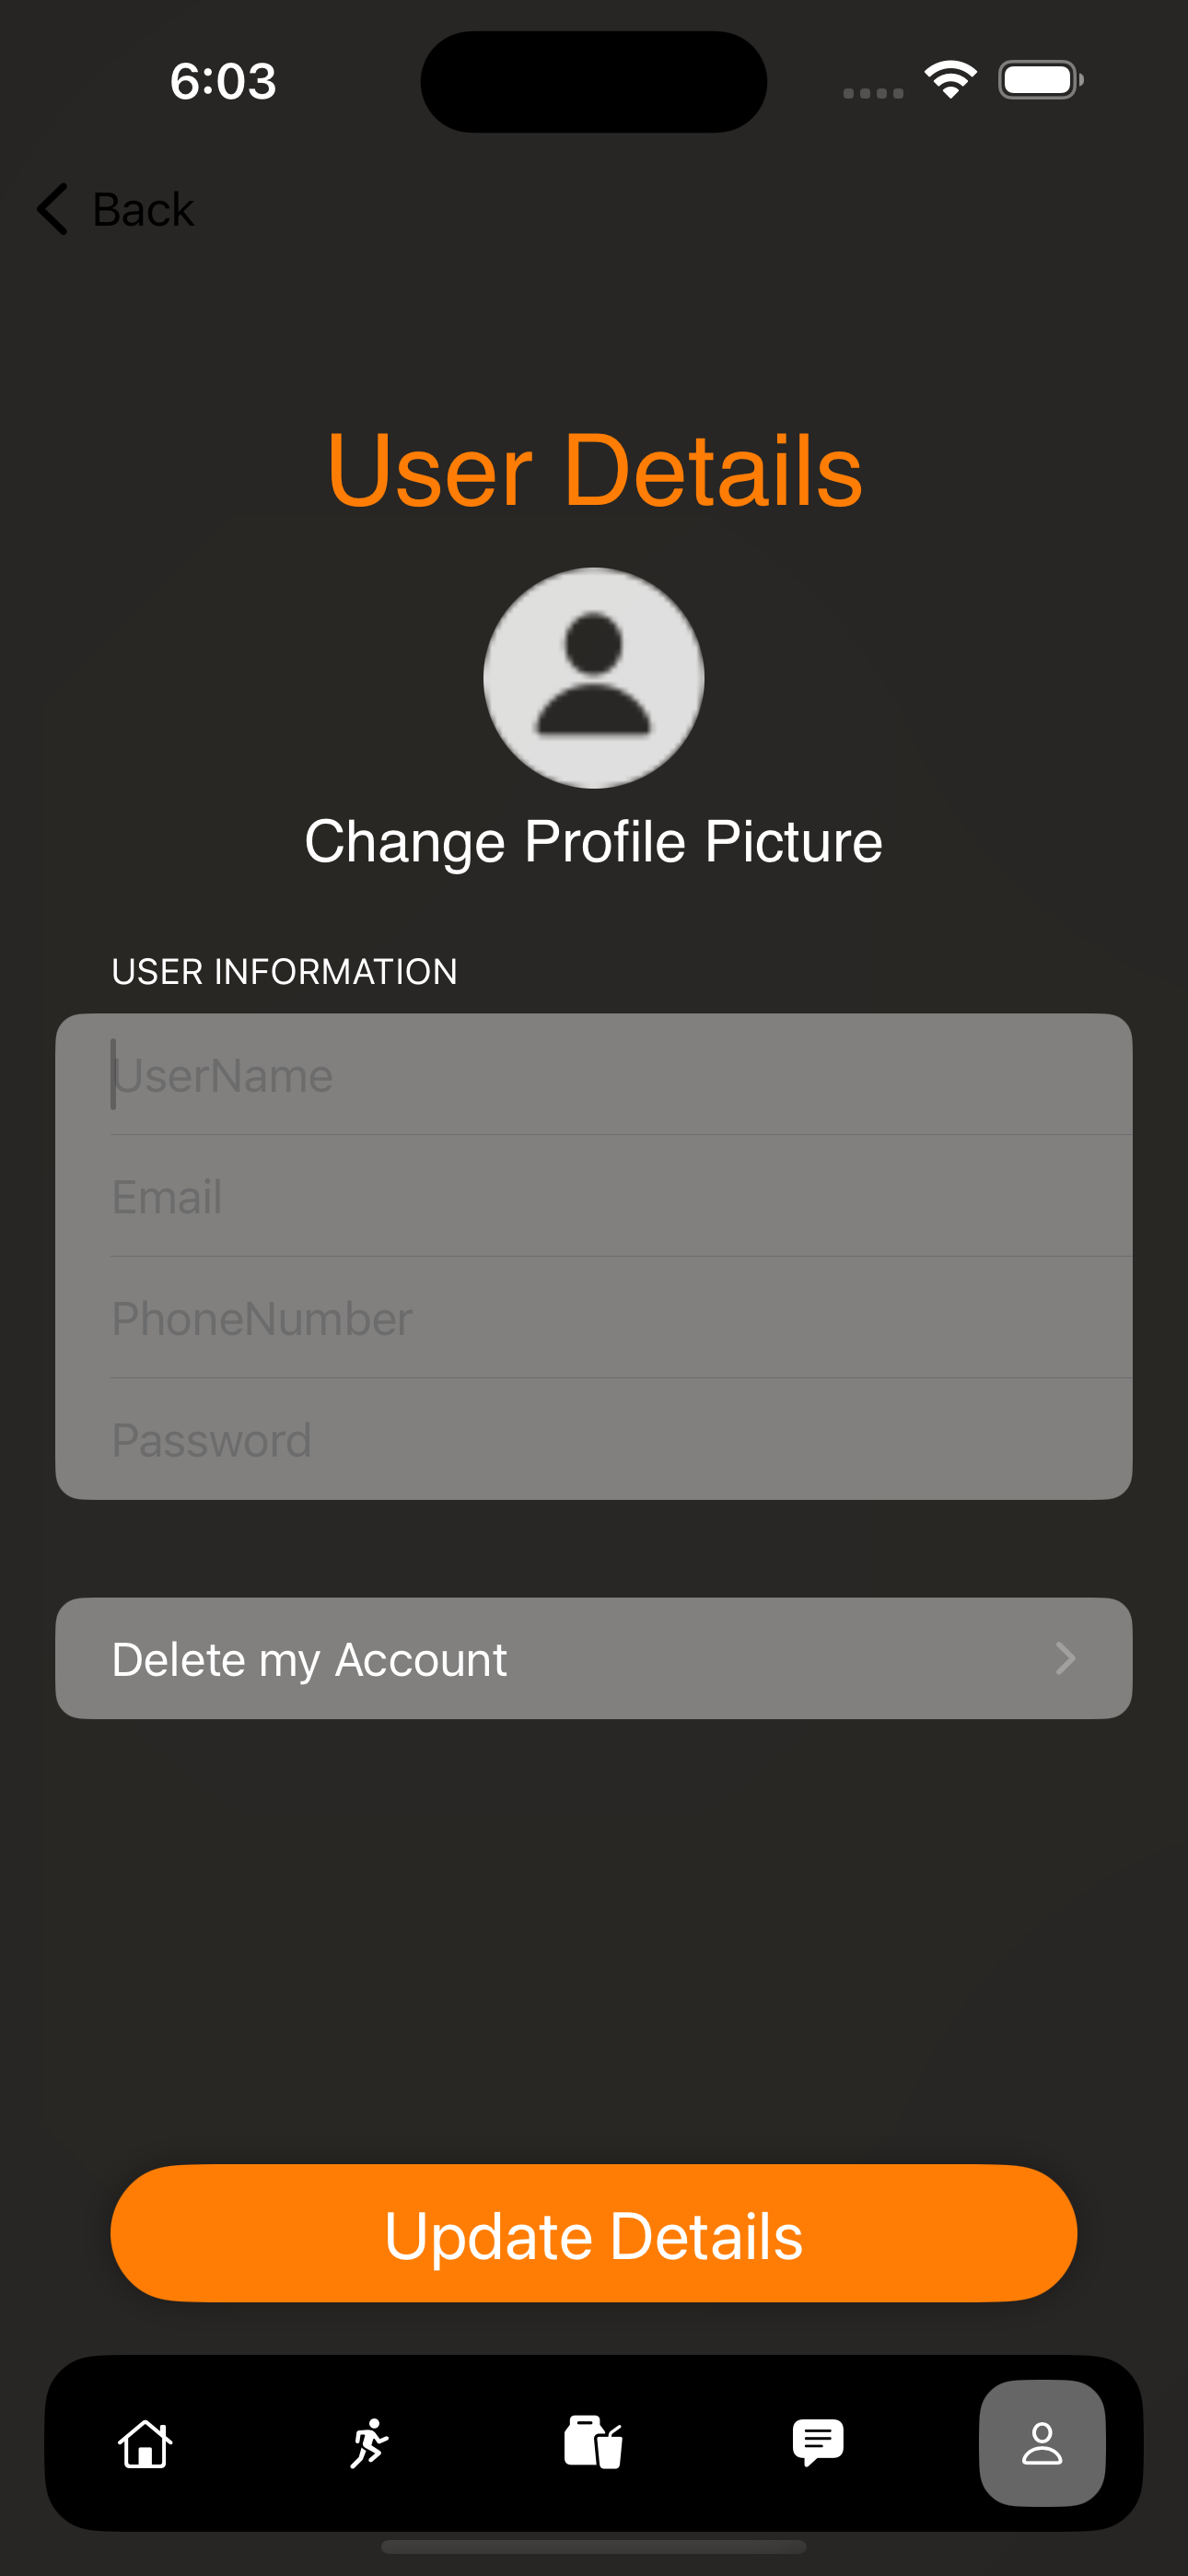 6:03
Back
User Details
Change Profile Picture
USER INFORMATION
UserName
Email
PhoneNumber
Password
Delete my Account
Update Details